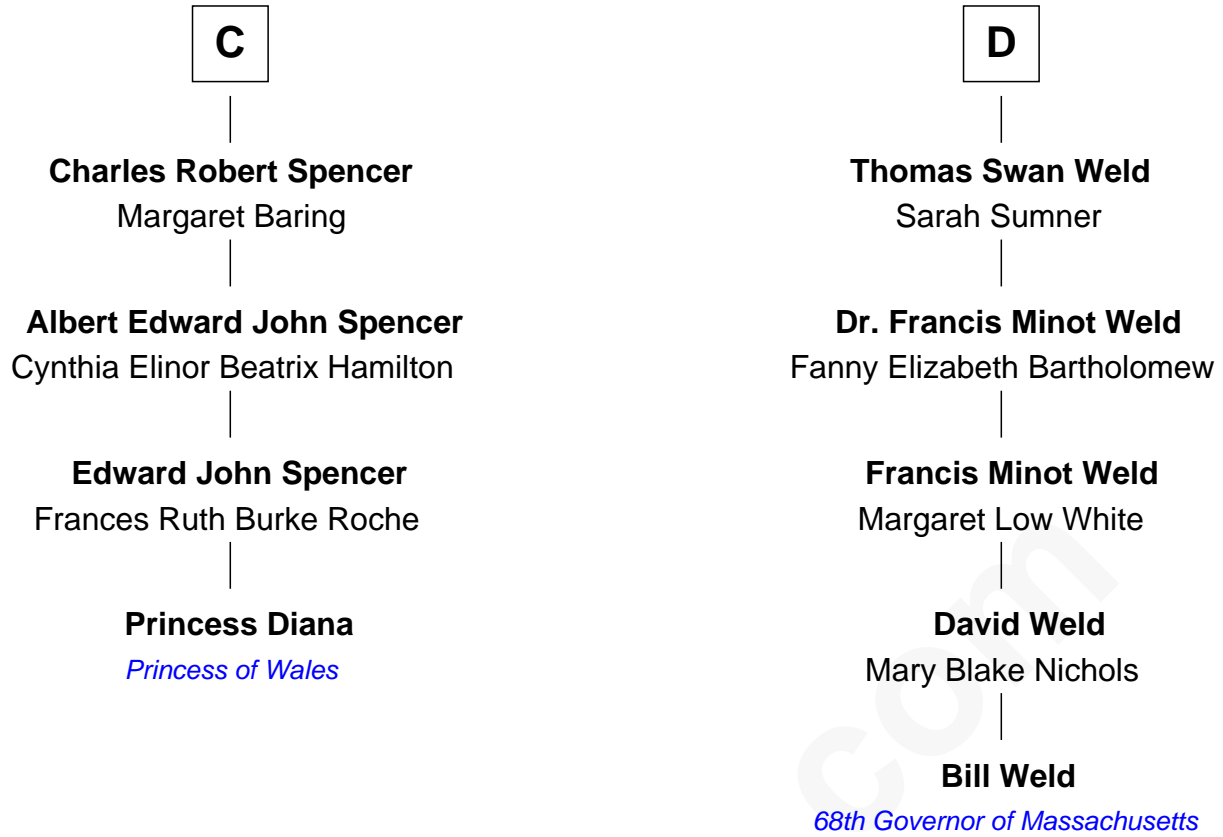 C
Charles Robert Spencer
Margaret Baring
Albert Edward John Spencer
Cynthia Elinor Beatrix Hamilton
Edward John Spencer
Frances Ruth Burke Roche
Princess Diana
Princess of Wales
D
Thomas Swan Weld
Sarah Sumner
Dr. Francis Minot Weld
Fanny Elizabeth Bartholomew
Francis Minot Weld
Margaret Low White
David Weld
Mary Blake Nichols
Bill Weld
68th Governor of Massachusetts
com